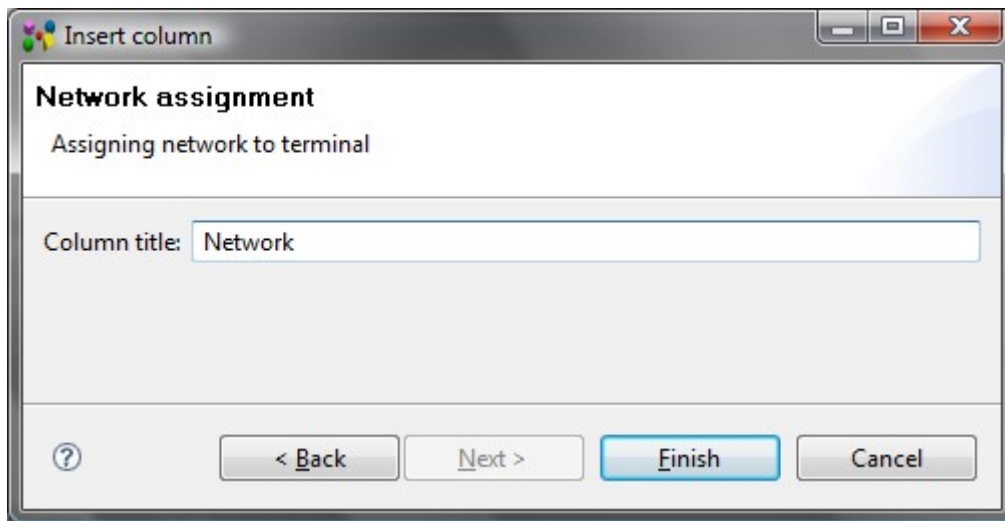 Insert column
Network assignment
Assigning network to terminal
Column title: Network
? < Back Next > Finish Cancel